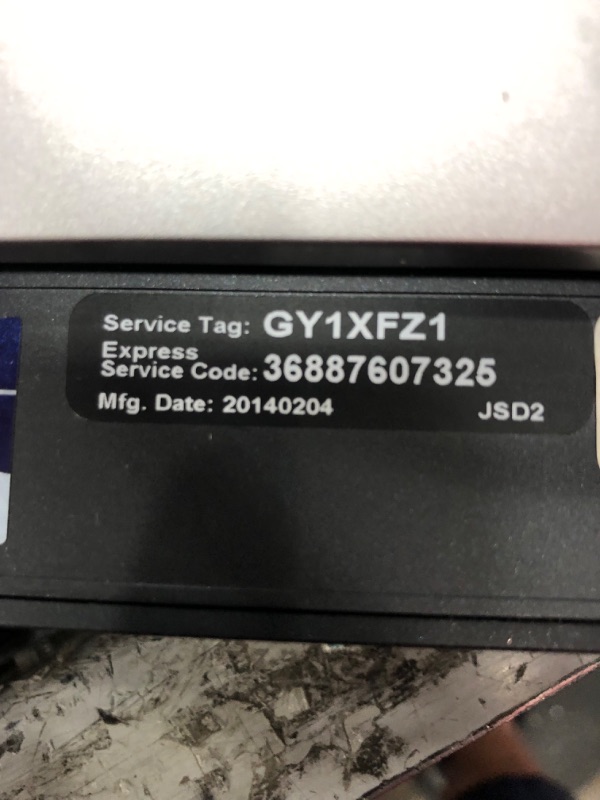 Service Tag: GY1XFZ1
Express
Service Code: 36887607325
Mfg. Date: 20140204 JSD2